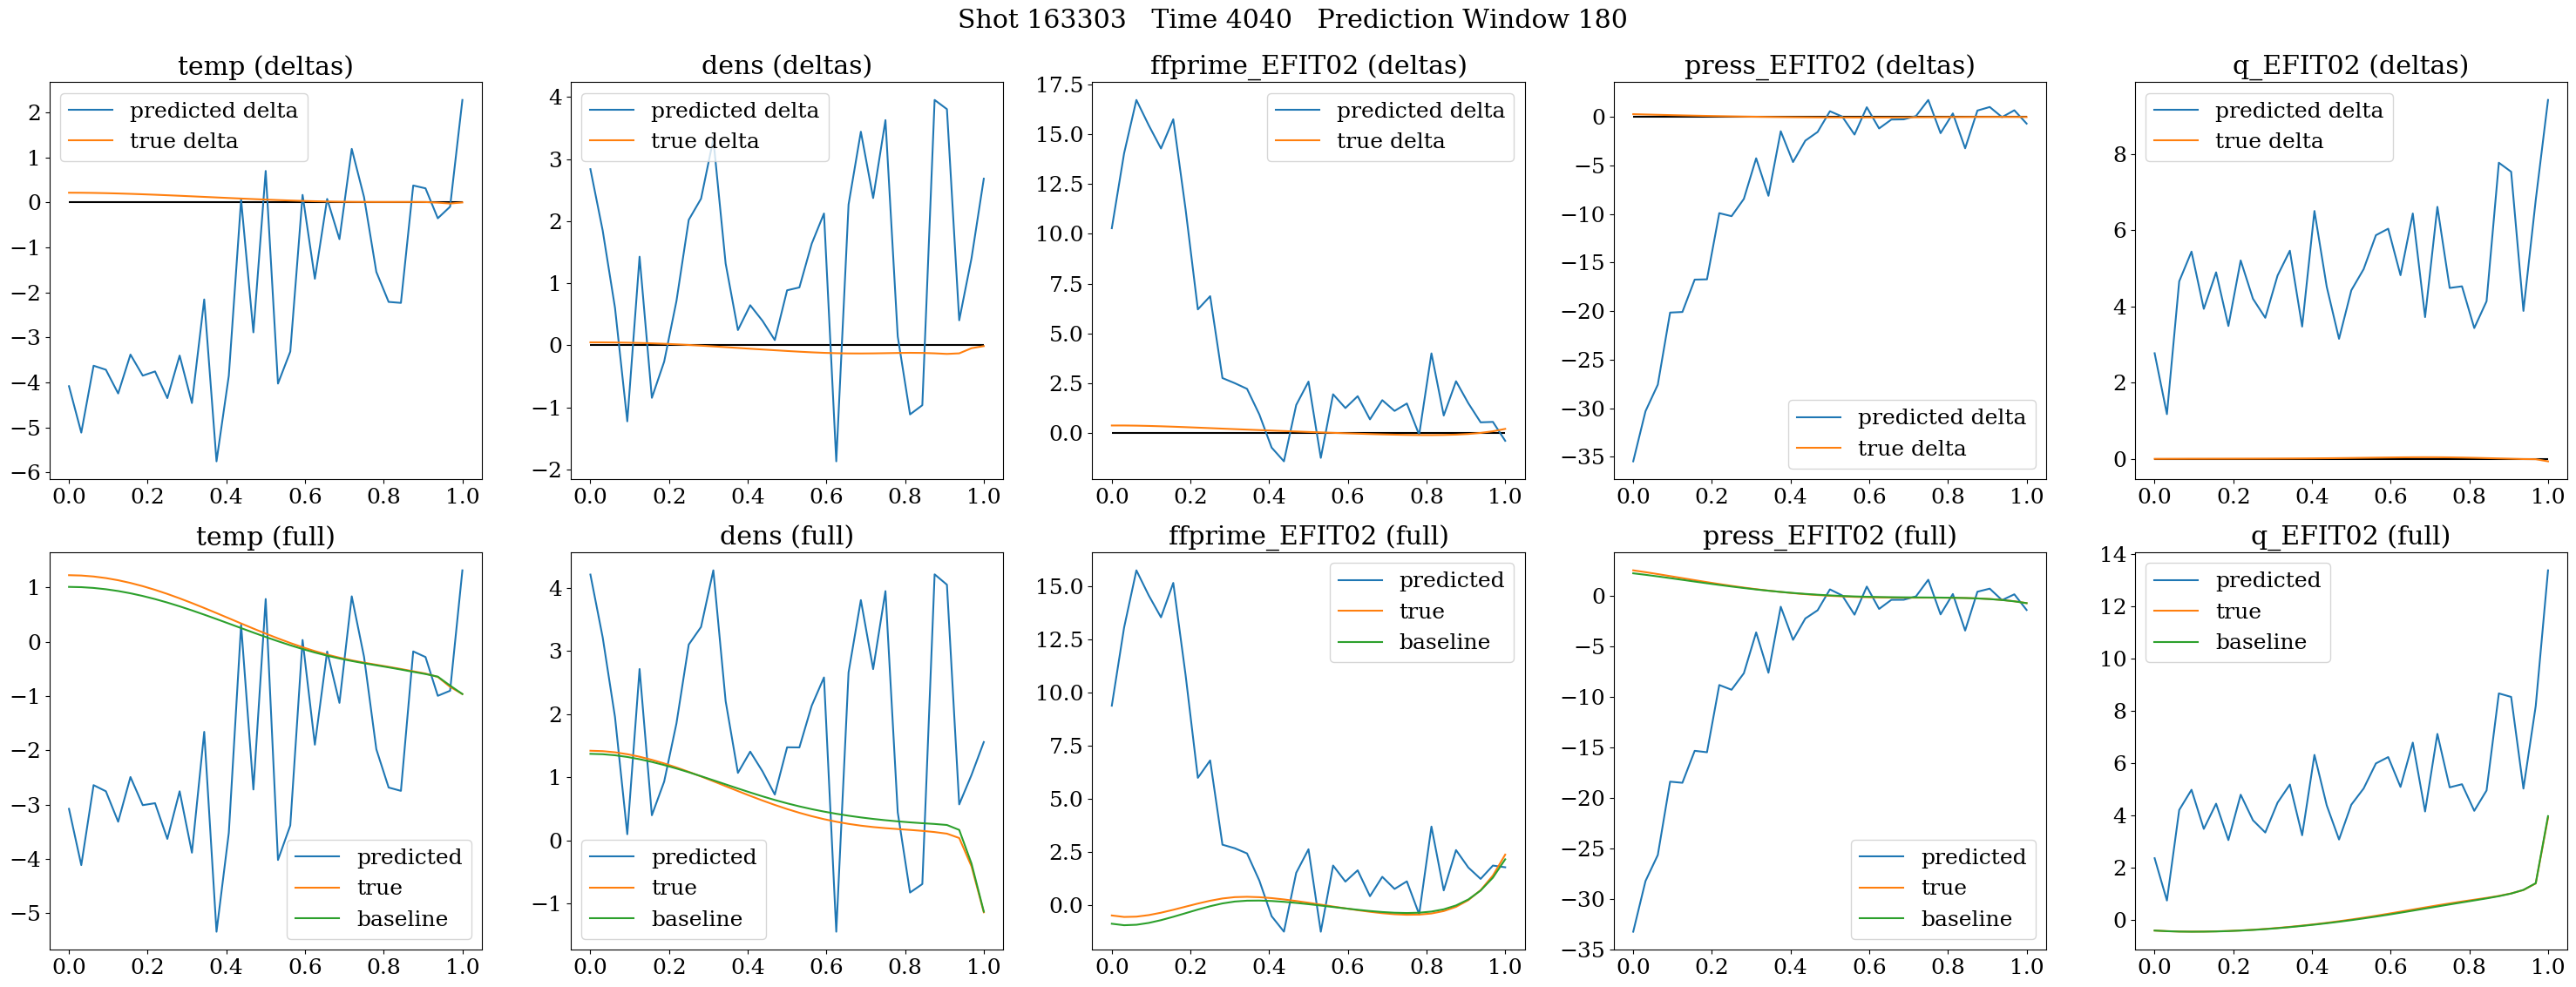 Shot 163303   Time 4040   Prediction Window 180
temp (deltas)
predicted delta
true delta
2
1
0
−1
−2
−3
−4
−5
−6
0.0 0.2 0.4 0.6 0.8 1.0
dens (deltas)
predicted delta
true delta
4
3
2
1
0
−1
−2
0.0 0.2 0.4 0.6 0.8 1.0
ffprime_EFIT02 (deltas)
predicted delta
true delta
17.5
15.0
12.5
10.0
7.5
5.0
2.5
0.0
0.0 0.2 0.4 0.6 0.8 1.0
press_EFIT02 (deltas)
0
−5
−10
−15
−20
−25
−30
−35
predicted delta
true delta
0.0 0.2 0.4 0.6 0.8 1.0
q_EFIT02 (deltas)
predicted delta
true delta
8
6
4
2
0
0.0 0.2 0.4 0.6 0.8 1.0
temp (full)
1
0
−1
−2
−3
−4
−5
predicted
true
baseline
0.0 0.2 0.4 0.6 0.8 1.0
dens (full)
4
3
2
1
0
−1
predicted
true
baseline
0.0 0.2 0.4 0.6 0.8 1.0
ffprime_EFIT02 (full)
predicted
true
baseline
15.0
12.5
10.0
7.5
5.0
2.5
0.0
0.0 0.2 0.4 0.6 0.8 1.0
press_EFIT02 (full)
0
−5
−10
−15
−20
−25
−30
−35
predicted
true
baseline
0.0 0.2 0.4 0.6 0.8 1.0
q_EFIT02 (full)
predicted
true
baseline
14
12
10
8
6
4
2
0
0.0 0.2 0.4 0.6 0.8 1.0